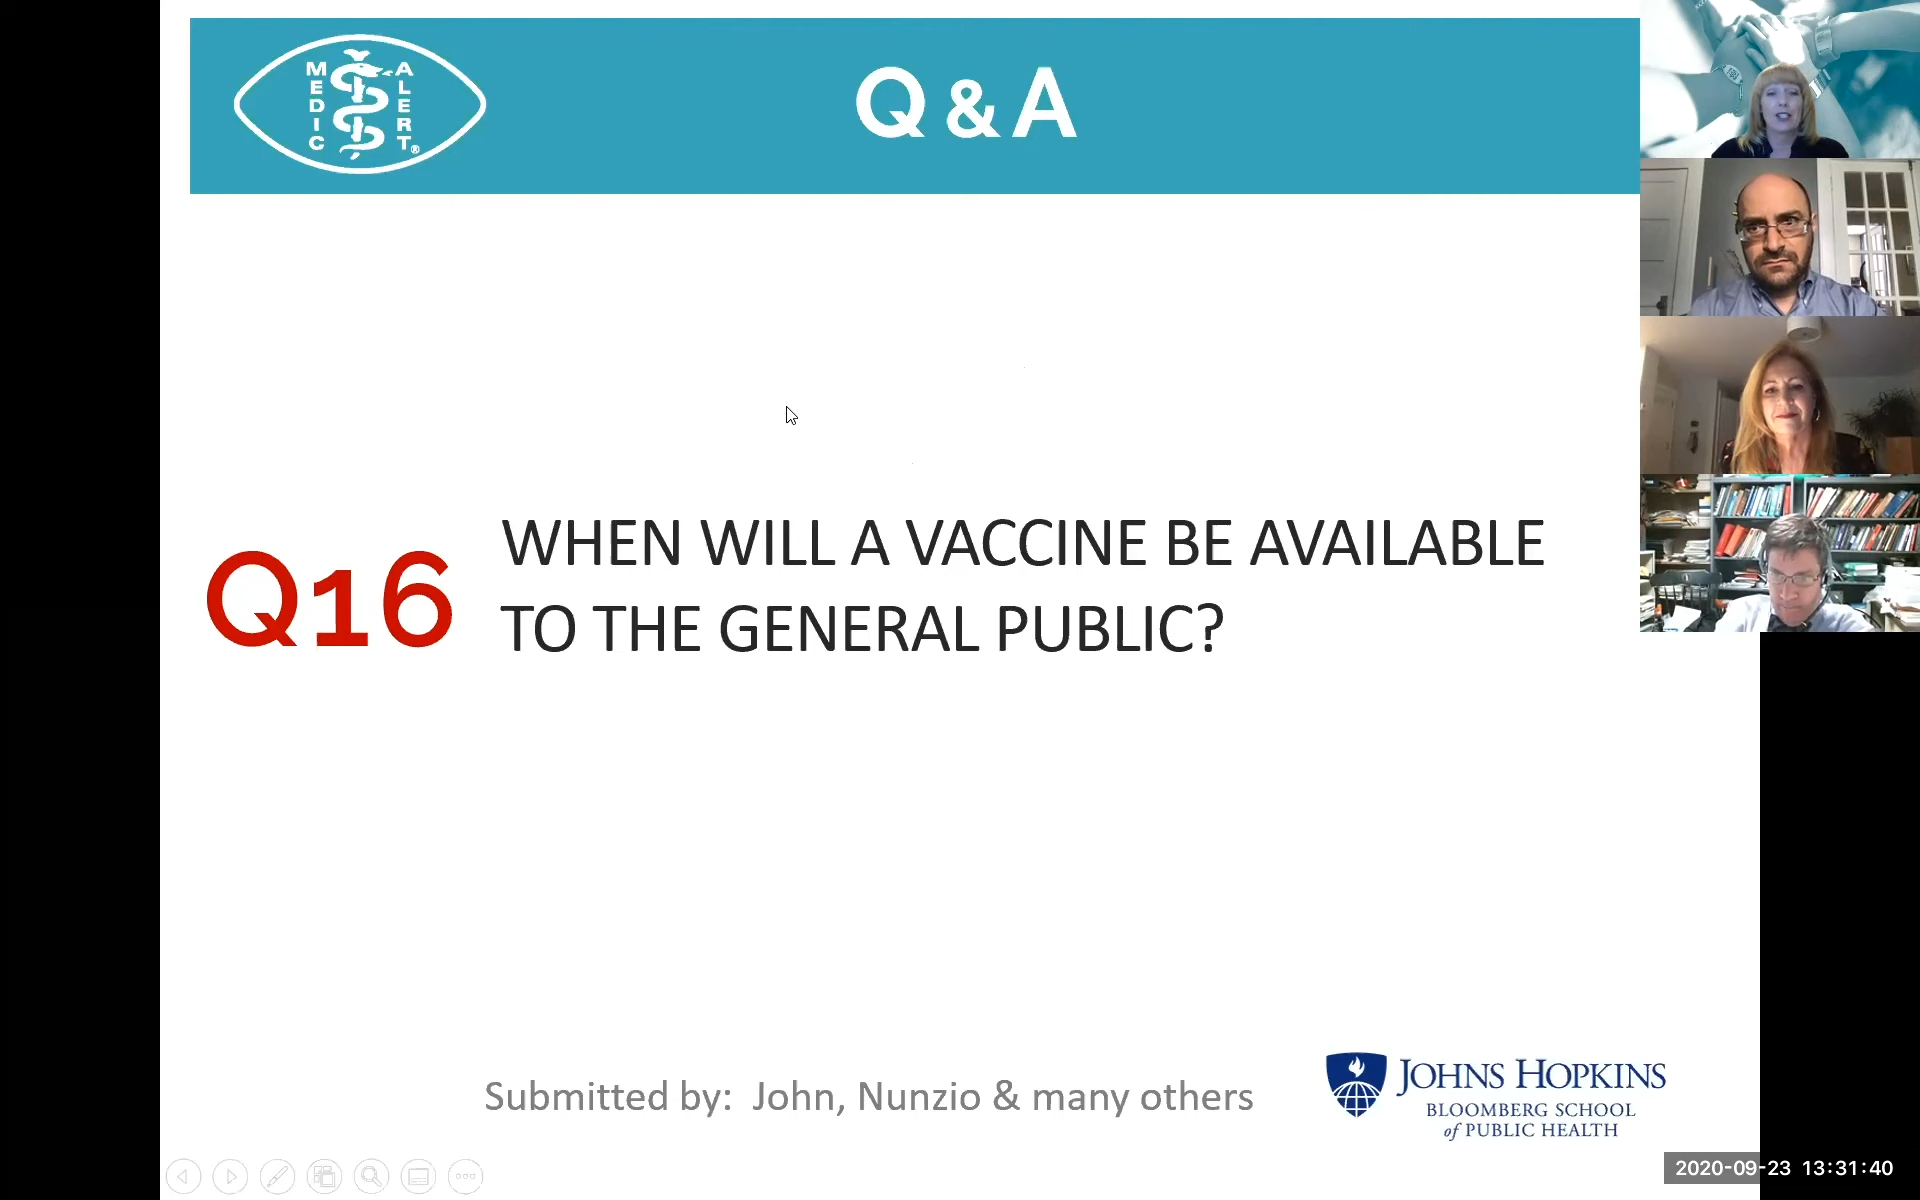 MEDIC
ALERT®
Q & A
Q16
WHEN WILL A VACCINE BE AVAILABLE
TO THE GENERAL PUBLIC?
Submitted by: John, Nunzio & many others
JOHNS HOPKINS
BLOOMBERG SCHOOL
of PUBLIC HEALTH
2020-09-23 13:31:40